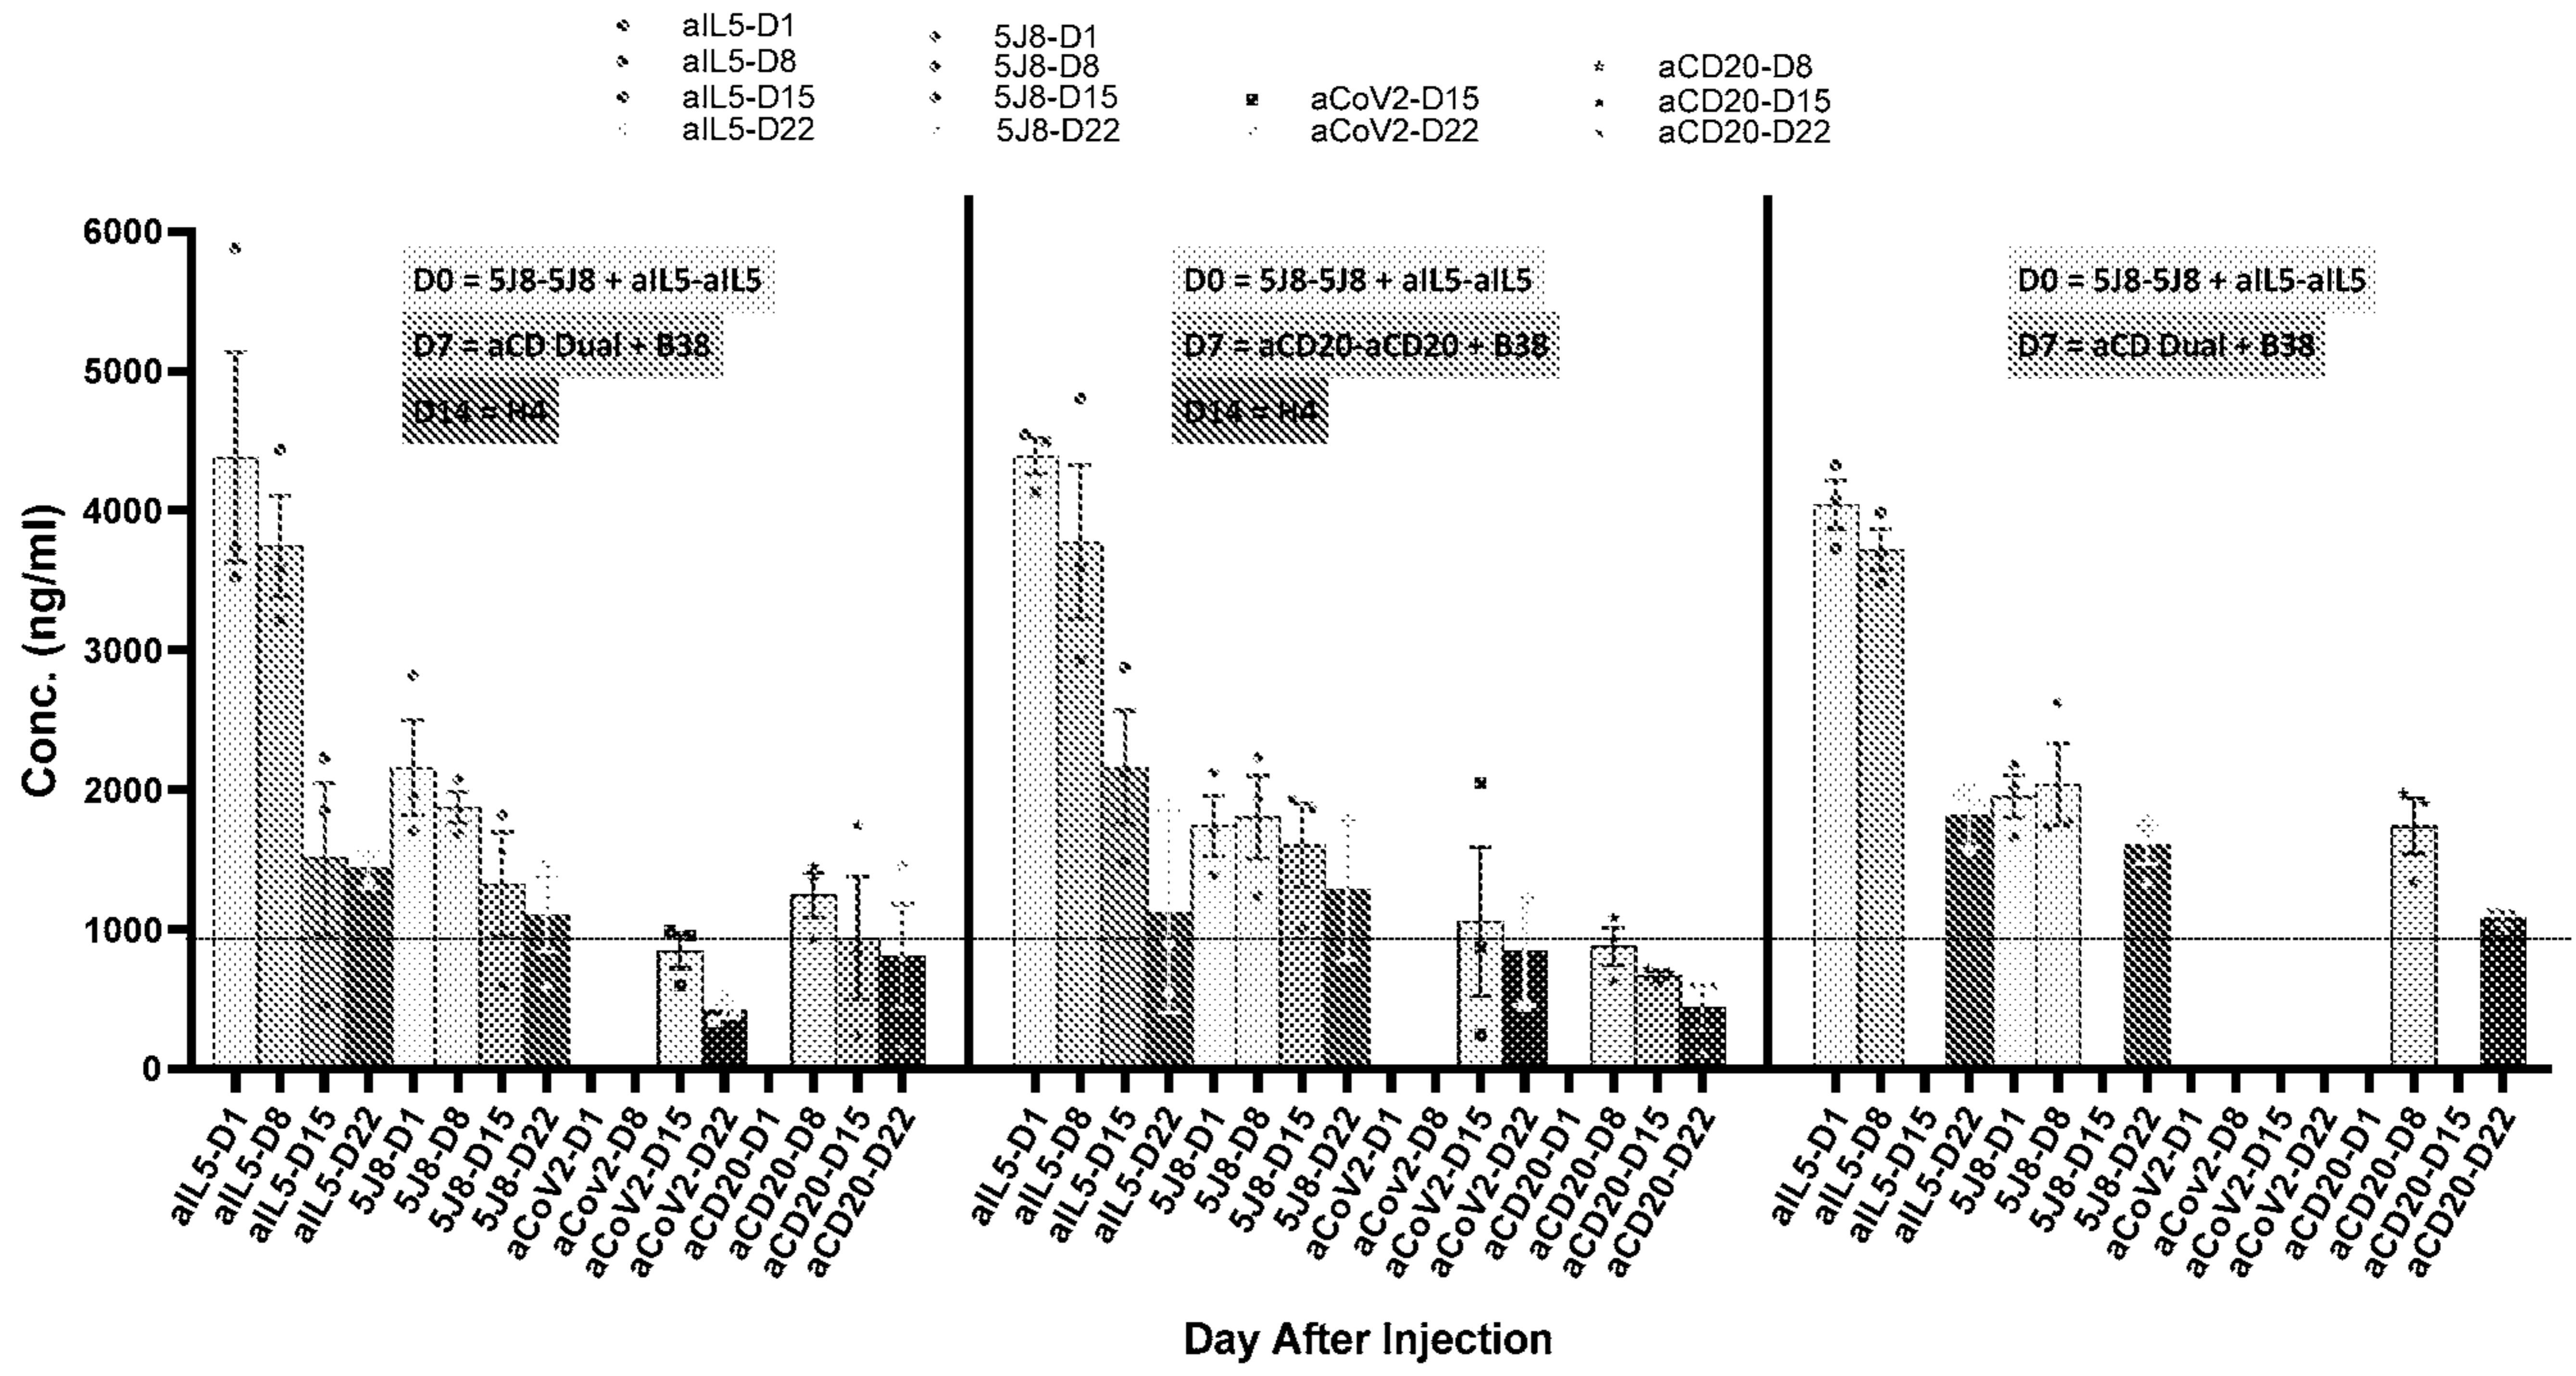 aIL5-D1
aIL5-D8
aIL5-D15
aIL5-D22
5J8-D1
5J8-D8
5J8-D15
5J8-D22
aCoV2-D15
aCoV2-D22
aCD20-D8
aCD20-D15
aCD20-D22
Conc. (ng/ml)
6000
5000
4000
3000
2000
1000
0
D0 = 5J8-5J8 + aIL5-aIL5
D7 = aCD Dual + B38
D14 = H4
D0 = 5J8-5J8 + aIL5-aIL5
D7 = aCD20-aCD20 + B38
D14 = H4
D0 = 5J8-5J8 + aIL5-aIL5
D7 = aCD Dual + B38
aIL5-D1
aIL5-D8
aIL5-D15
aIL5-D22
5J8-D1
5J8-D8
5J8-D15
5J8-D22
aCoV2-D1
aCov2-D8
aCoV2-D15
aCoV2-D22
aCD20-D1
aCD20-D8
aCD20-D15
aCD20-D22
aIL5-D1
aIL5-D8
aIL5-D15
aIL5-D22
5J8-D1
5J8-D8
5J8-D15
5J8-D22
aCoV2-D1
aCov2-D8
aCoV2-D15
aCoV2-D22
aCD20-D1
aCD20-D8
aCD20-D15
aCD20-D22
aIL5-D1
aIL5-D8
aIL5-D15
aIL5-D22
5J8-D1
5J8-D8
5J8-D15
5J8-D22
aCoV2-D1
aCov2-D8
aCoV2-D15
aCoV2-D22
aCD20-D1
aCD20-D8
aCD20-D15
aCD20-D22
Day After Injection